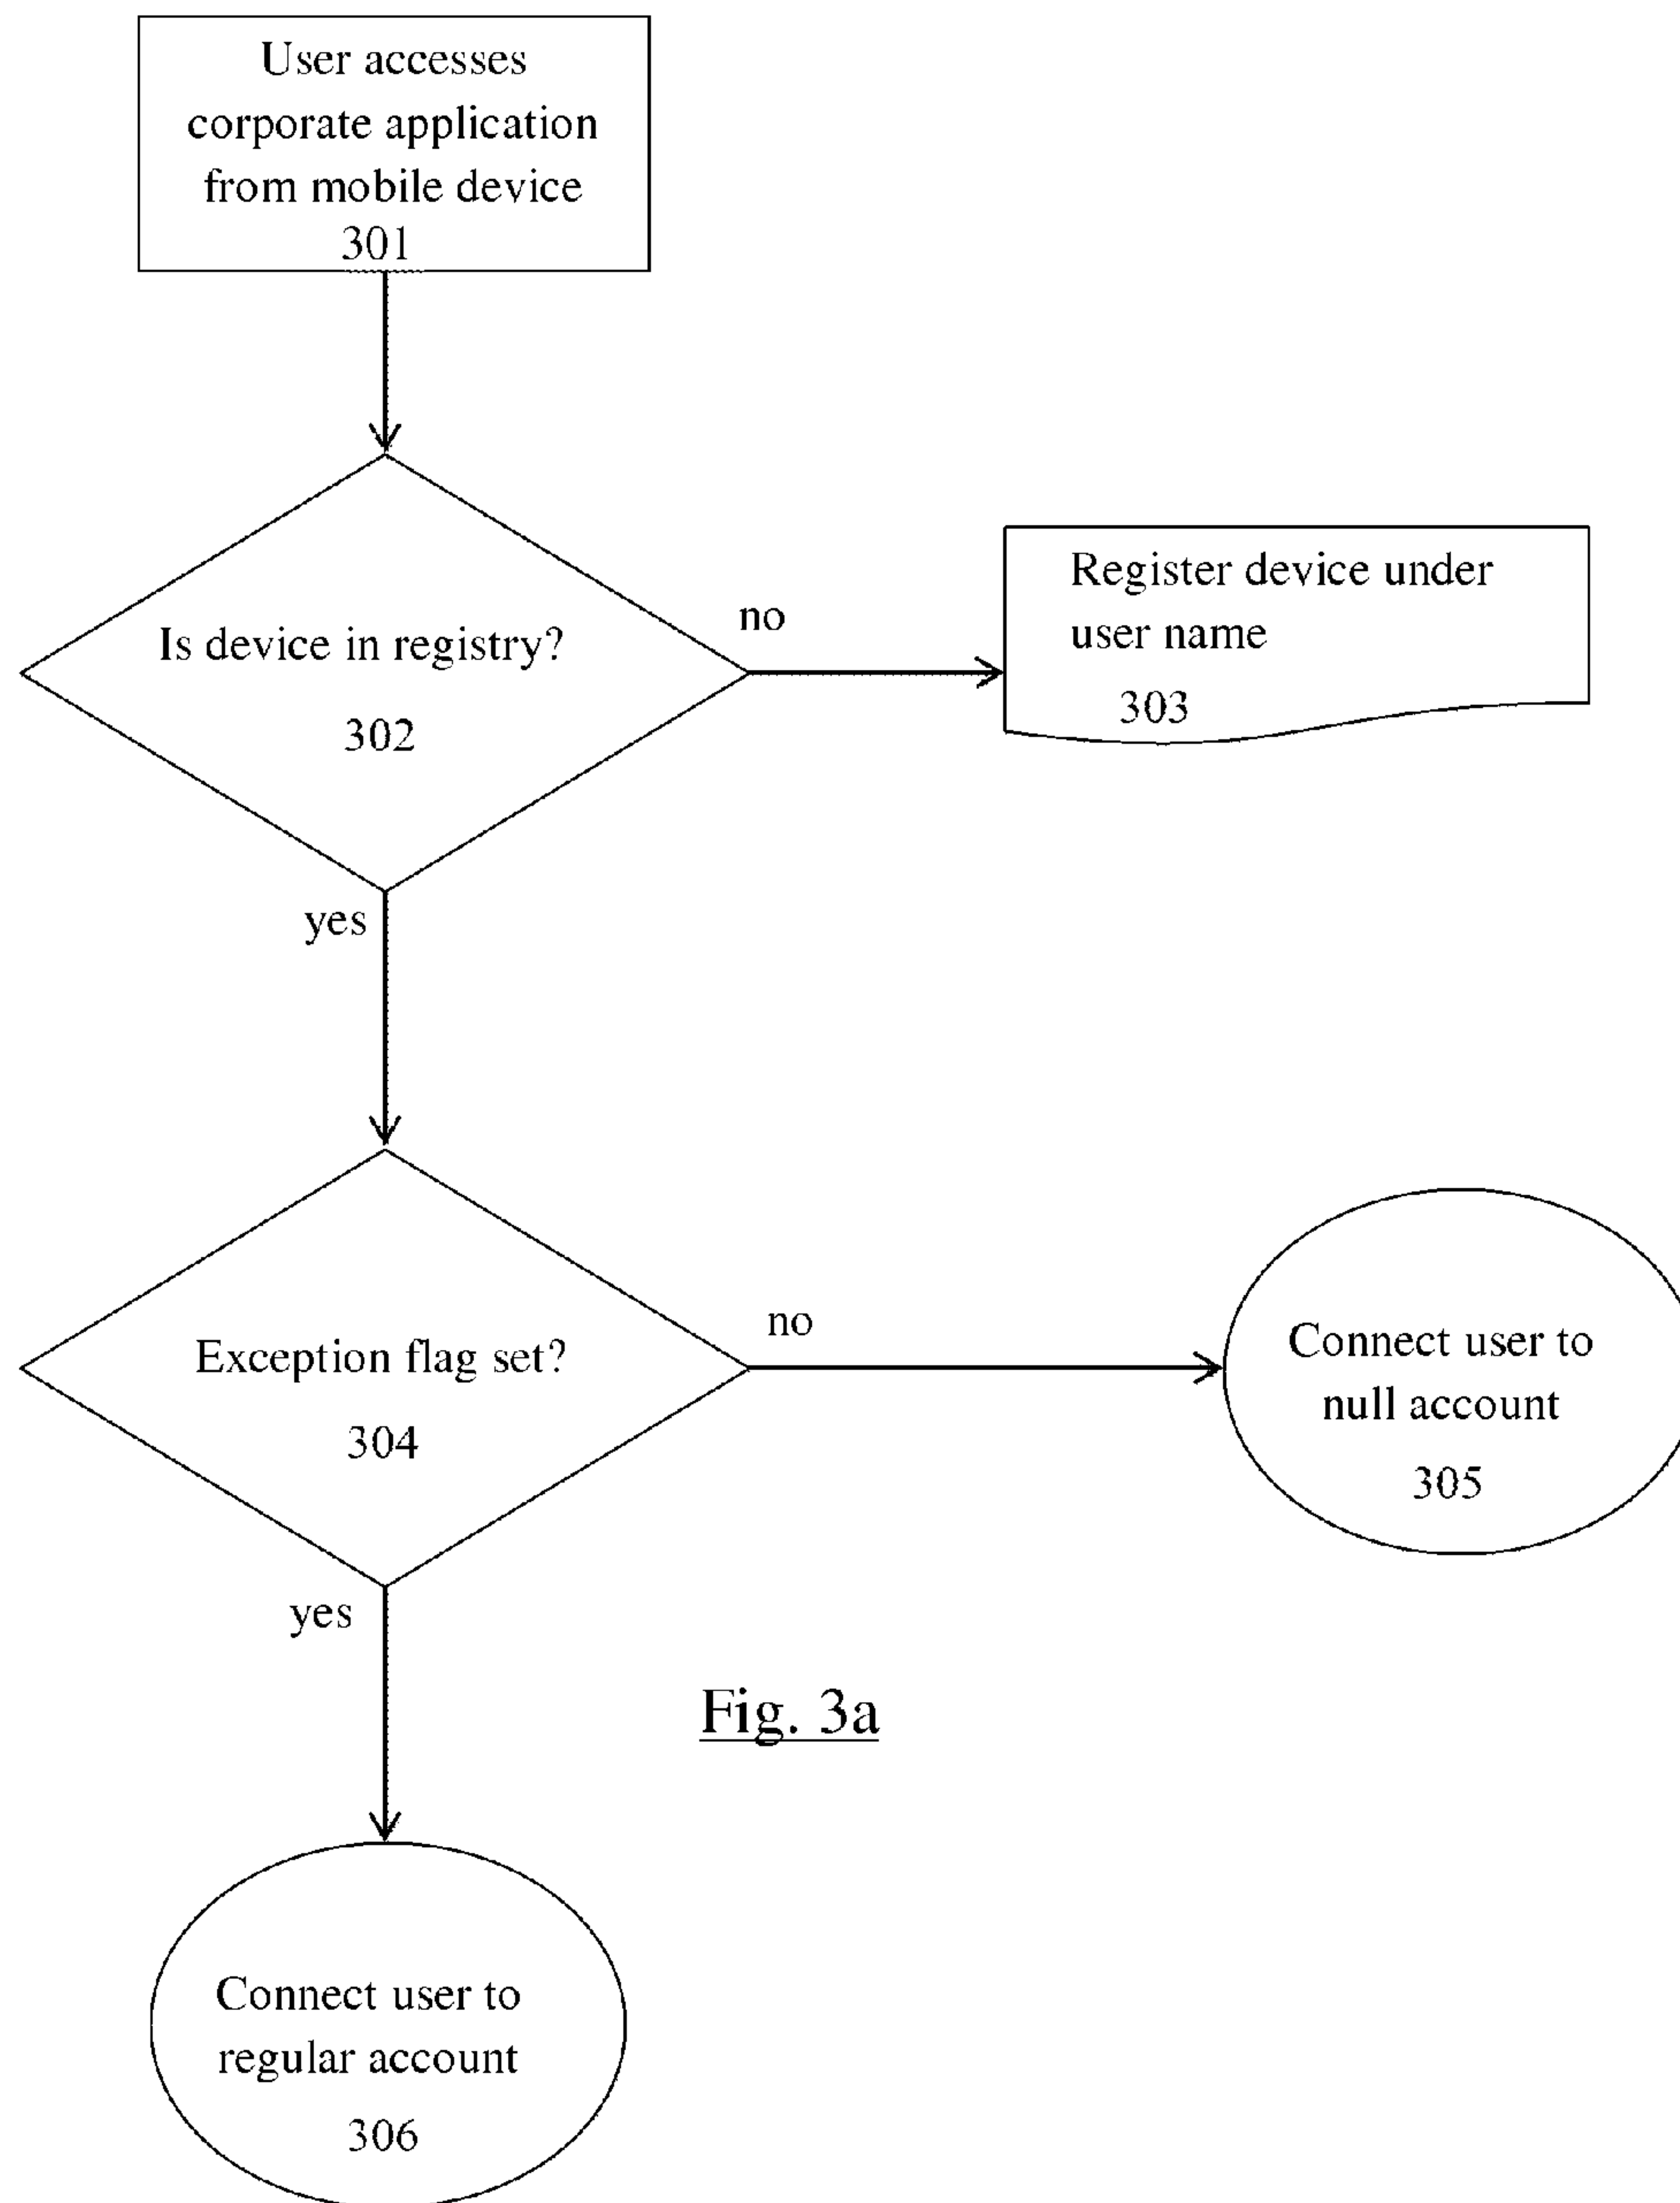 User accesses
corporate application
from mobile device
301
Is device in registry?
302
no
Register device under
user name
303
yes
Exception flag set?
304
no
Connect user to
null account
305
yes
Fig. 3a
Connect user to
regular account
306